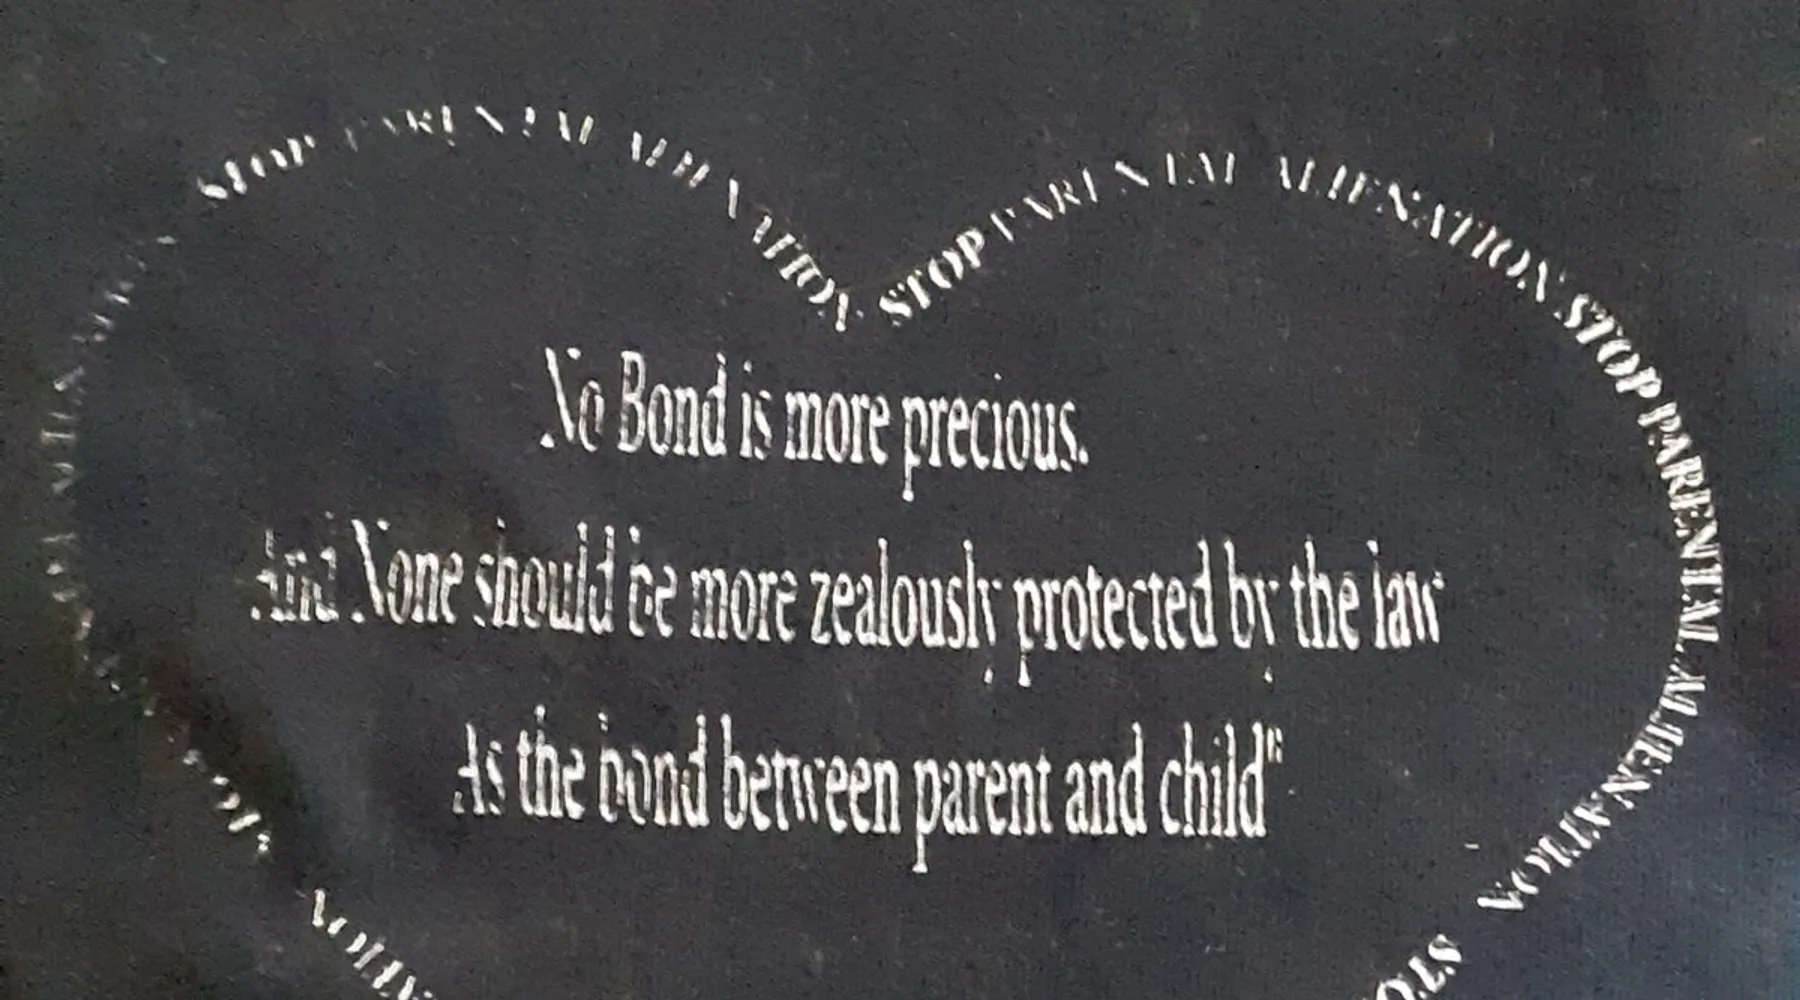 STOP PARENTAL ALIENATION STOP PARENTAL ALIENATION STOP PARENTAL ALIENATION STO
No Bond is more precious.
And None should be more zealously protected by the law
As the bond between parent and child"